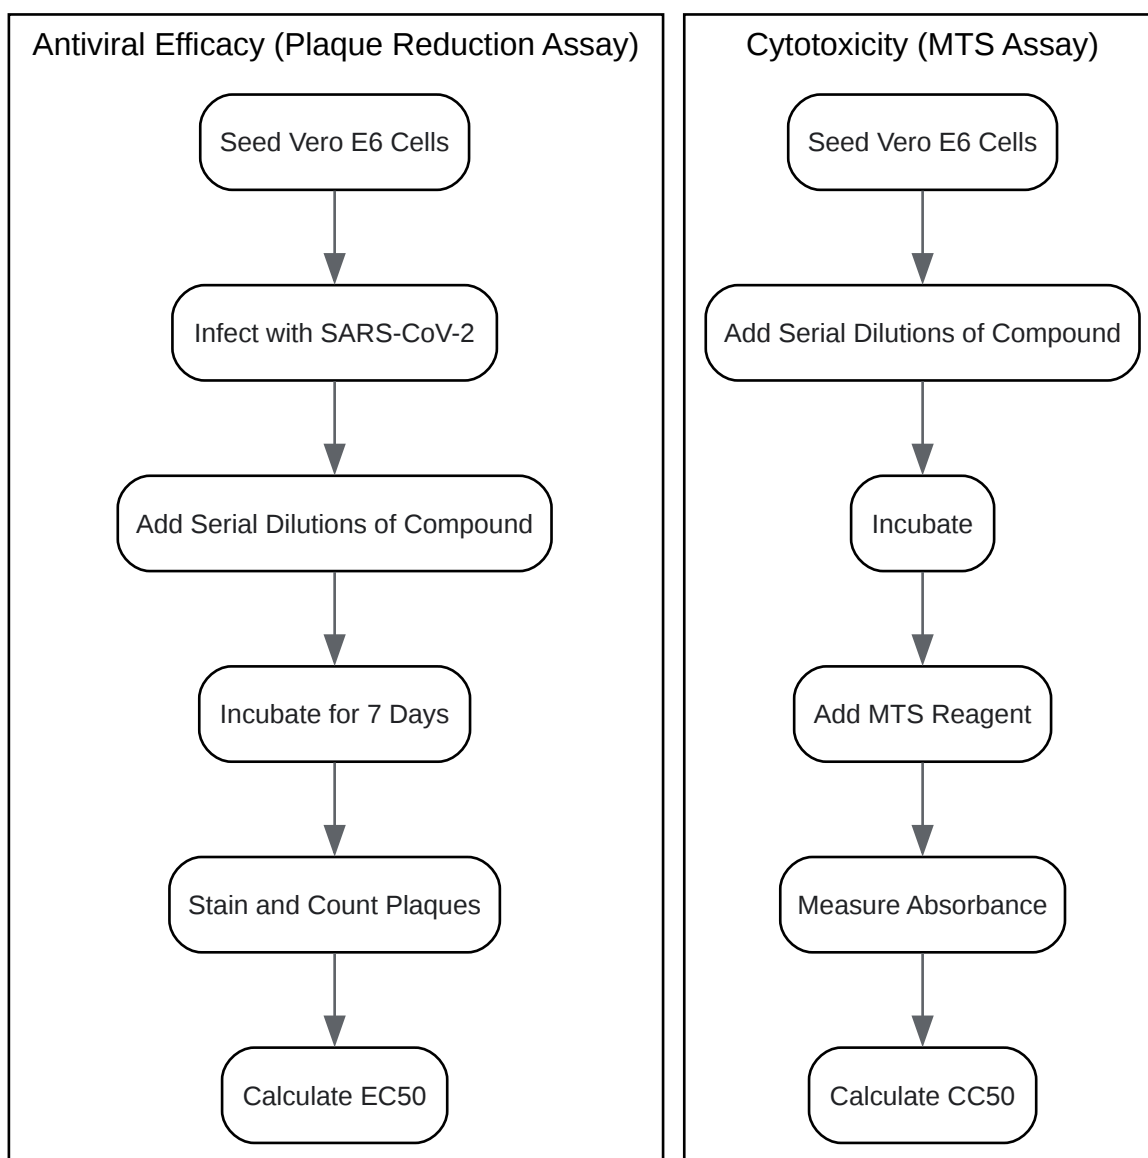 Antiviral Efficacy (Plaque Reduction Assay)
Seed Vero E6 Cells
Infect with SARS-CoV-2
Add Serial Dilutions of Compound
Incubate for 7 Days
Stain and Count Plaques
Calculate EC50
Cytotoxicity (MTS Assay)
Seed Vero E6 Cells
Add Serial Dilutions of Compound
Incubate
Add MTS Reagent
Measure Absorbance
Calculate CC50